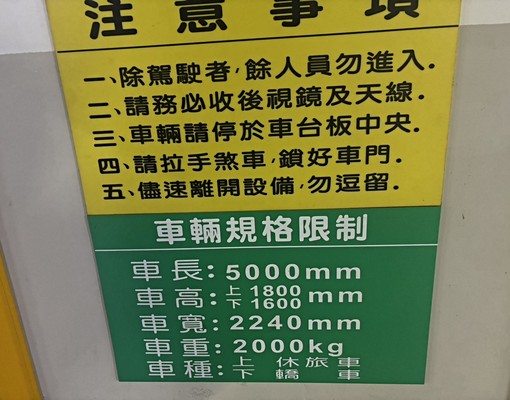 注意事項
一、除駕駛者，餘人員勿進入.
二、請務必收後視鏡及天線.
三、車輛請停於車台板中央.
四、請拉手煞車，鎖好車門.
五、儘速離開設備，勿逗留.
車輛規格限制
車長：5000mm
車高：上1800mm
下1600
車寬：2240mm
車重：2000kg
車種：上 休旅車
下 轎車